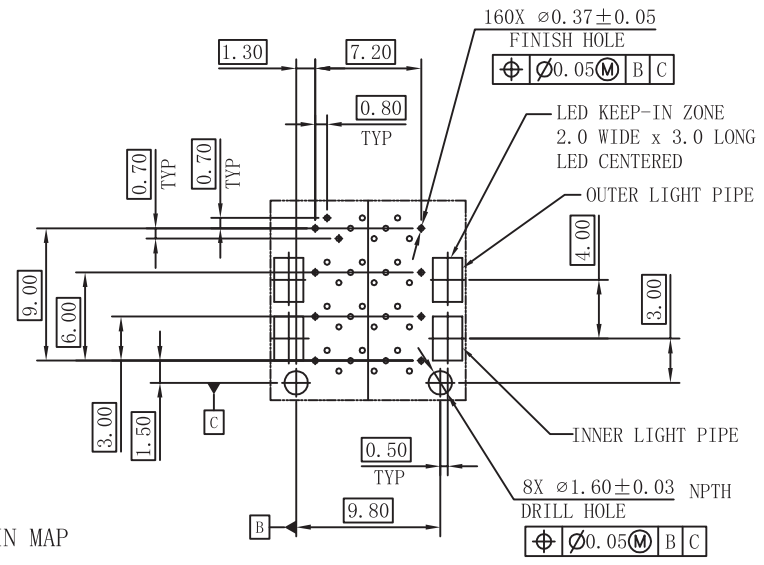 160X ⌀0.37±0.05
FINISH HOLE
⌖ ⌀0.05Ⓜ B C
1.30
7.20
0.80
TYP
0.70
TYP
0.70
TYP
LED KEEP-IN ZONE
2.0 WIDE x 3.0 LONG
LED CENTERED
OUTER LIGHT PIPE
4.00
3.00
9.00
6.00
3.00
1.50
C
INNER LIGHT PIPE
0.50
TYP
8X ⌀1.60±0.03 NPTH
DRILL HOLE
⌖ ⌀0.05Ⓜ B C
B
9.80
IN MAP